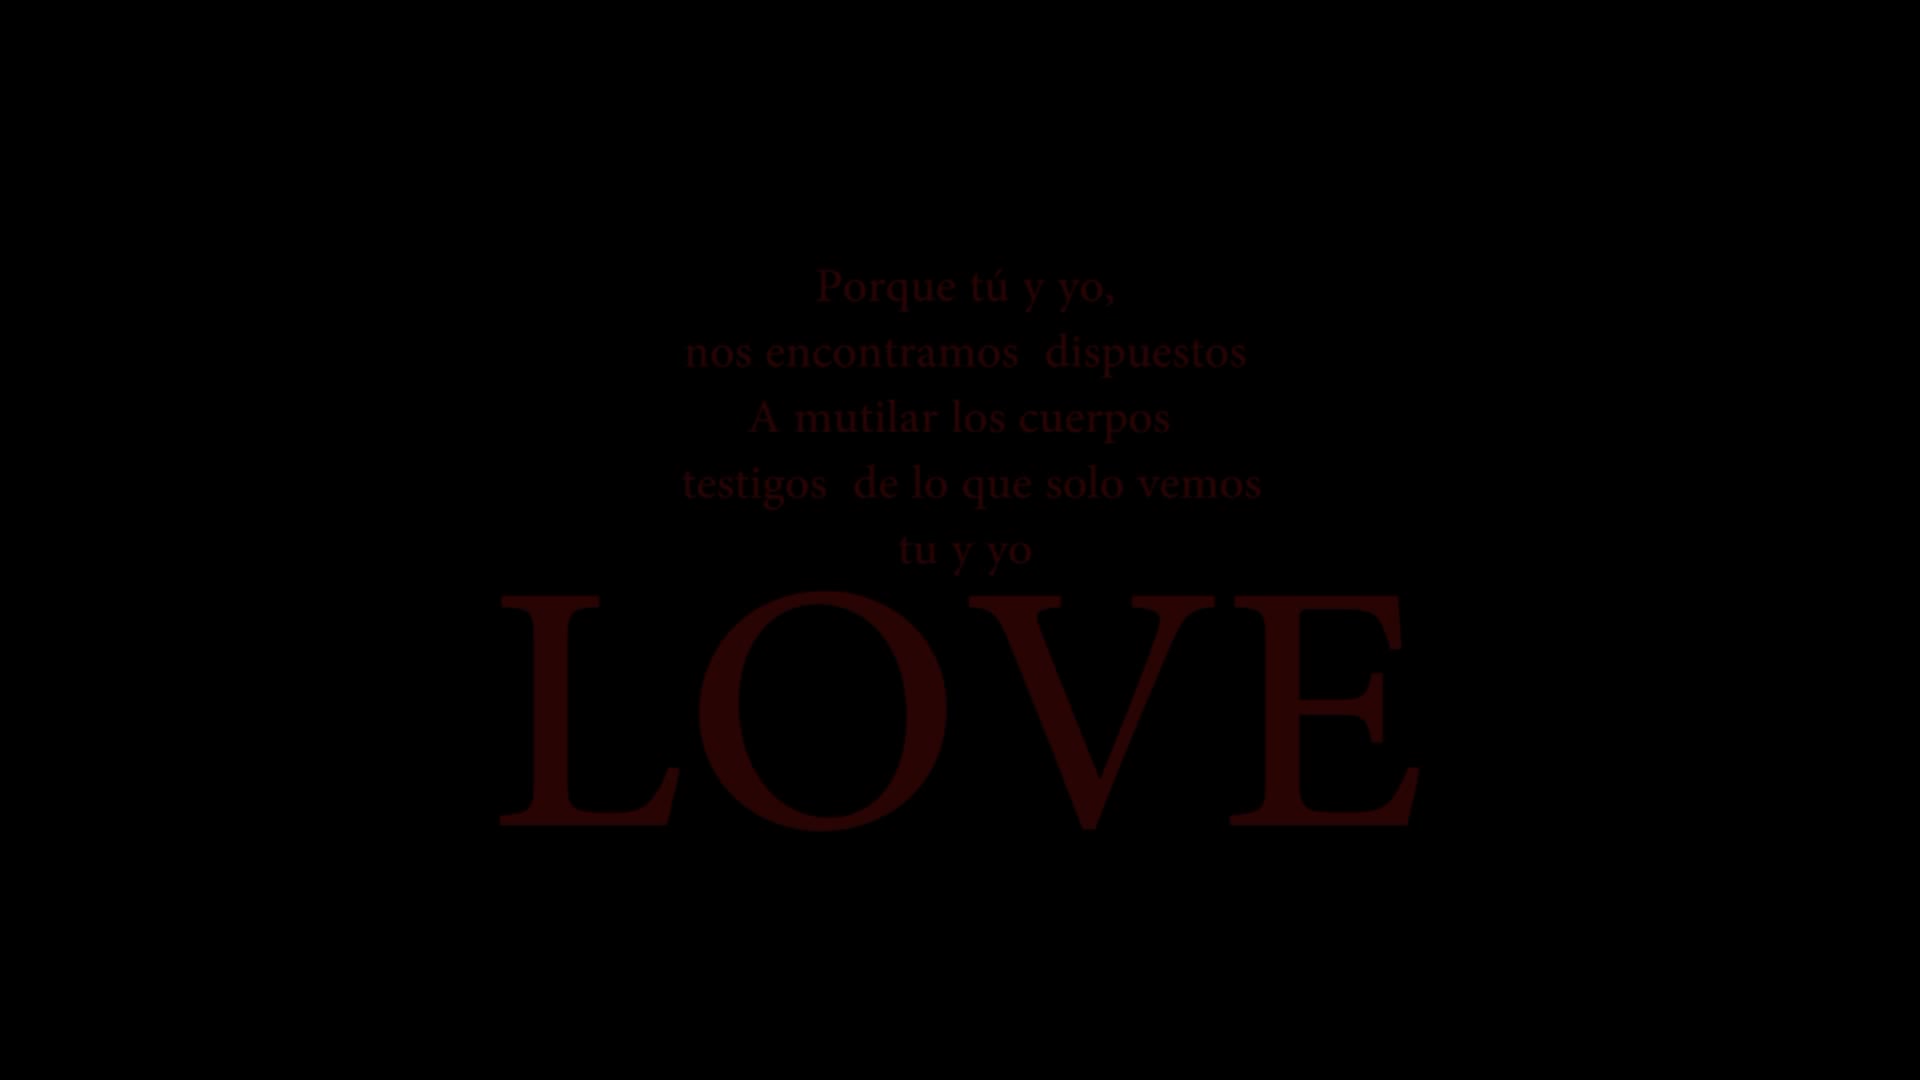 Porque tú y yo,
nos encontramos  dispuestos
A mutilar los cuerpos
testigos  de lo que solo vemos
tu y yo
LOVE